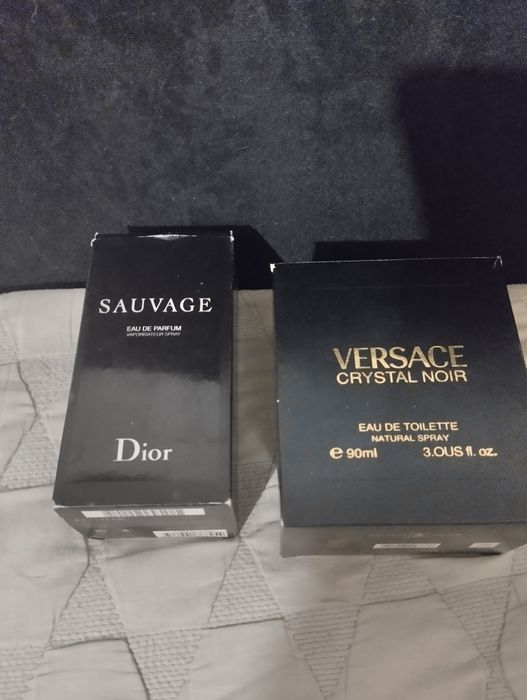 SAUVAGE
EAU DE PARFUM
VAPORISATEUR SPRAY
Dior
VERSACE
CRYSTAL NOIR
EAU DE TOILETTE
NATURAL SPRAY
e 90ml 3.0US fl. oz.